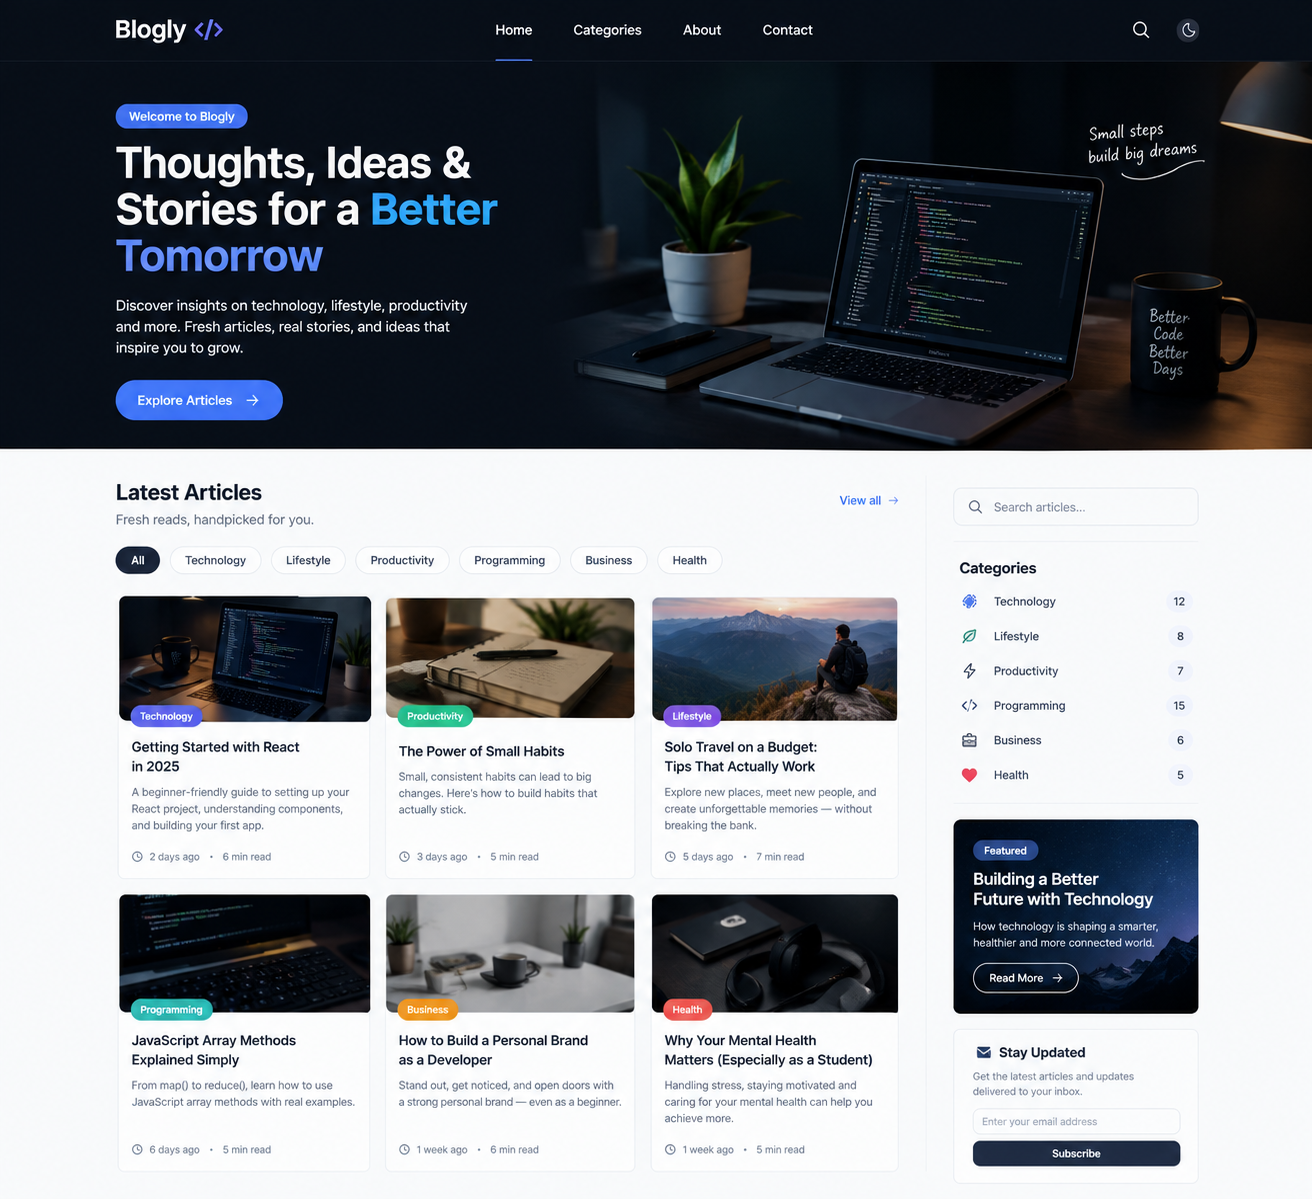 Blogly </>
Home
Categories
About
Contact
Welcome to Blogly
Thoughts, Ideas &
Stories for a Better
Tomorrow
Discover insights on technology, lifestyle, productivity
and more. Fresh articles, real stories, and ideas that
inspire you to grow.
Explore Articles
Small steps
build big dreams
Better
Code
Better
Days
Latest Articles
Fresh reads, handpicked for you.
View all
All
Technology
Lifestyle
Productivity
Programming
Business
Health
Technology
Getting Started with React
in 2025
A beginner-friendly guide to setting up your
React project, understanding components,
and building your first app.
2 days ago • 6 min read
Productivity
The Power of Small Habits
Small, consistent habits can lead to big
changes. Here's how to build habits that
actually stick.
3 days ago • 5 min read
Lifestyle
Solo Travel on a Budget:
Tips That Actually Work
Explore new places, meet new people, and
create unforgettable memories — without
breaking the bank.
5 days ago • 7 min read
Programming
JavaScript Array Methods
Explained Simply
From map() to reduce(), learn how to use
JavaScript array methods with real examples.
6 days ago • 5 min read
Business
How to Build a Personal Brand
as a Developer
Stand out, get noticed, and open doors with
a strong personal brand — even as a beginner.
1 week ago • 6 min read
Health
Why Your Mental Health
Matters (Especially as a Student)
Handling stress, staying motivated and
caring for your mental health can help you
achieve more.
1 week ago • 5 min read
Search articles...
Categories
Technology 12
Lifestyle 8
Productivity 7
Programming 15
Business 6
Health 5
Featured
Building a Better
Future with Technology
How technology is shaping a smarter,
healthier and more connected world.
Read More
Stay Updated
Get the latest articles and updates
delivered to your inbox.
Enter your email address
Subscribe